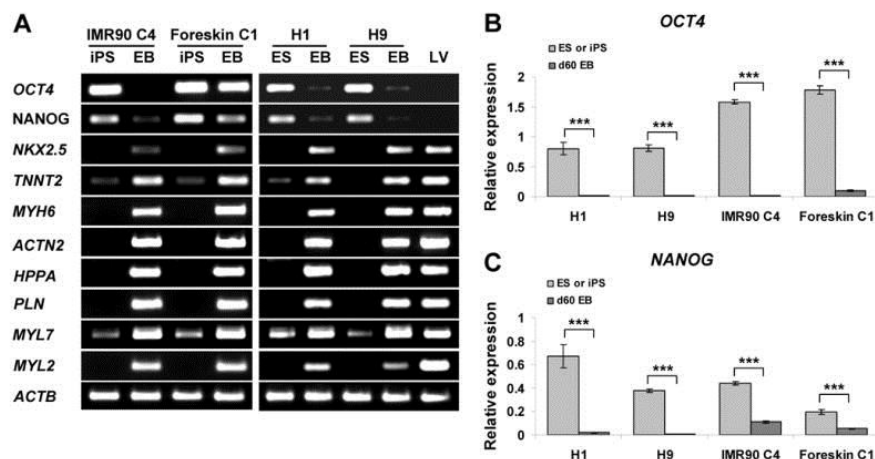 A
IMR90 C4 Foreskin C1 H1 H9
iPS EB iPS EB ES EB ES EB LV
OCT4
NANOG
NKX2.5
TNNT2
MYH6
ACTN2
HPPA
PLN
MYL7
MYL2
ACTB
B
OCT4
ES or iPS
d60 EB
Relative expression
2
1.5
1
0.5
0
*** *** *** ***
H1 H9 IMR90 C4 Foreskin C1
C
NANOG
ES or iPS
d60 EB
Relative expression
1
0.8
0.6
0.4
0.2
0
*** *** *** ***
H1 H9 IMR90 C4 Foreskin C1